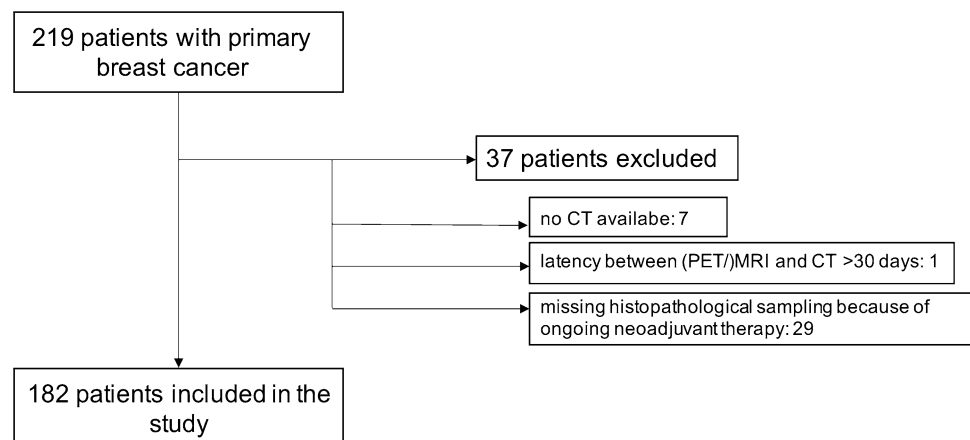 219 patients with primary
breast cancer
37 patients excluded
no CT availabe: 7
latency between (PET/)MRI and CT >30 days: 1
missing histopathological sampling because of
ongoing neoadjuvant therapy: 29
182 patients included in the
study